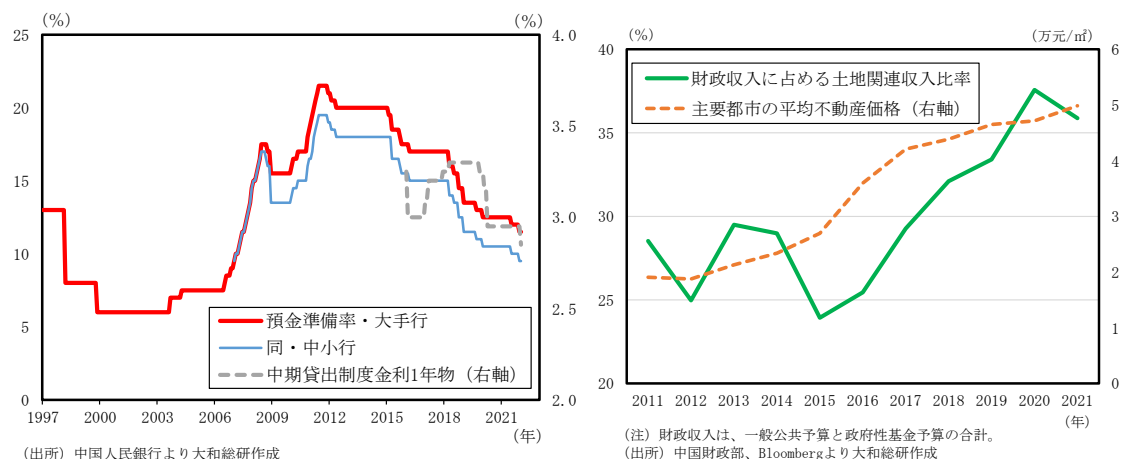 (%)
(%)
25
20
15
10
5
0
4.0
3.5
3.0
2.5
2.0
預金準備率・大手行
同・中小行
中期貸出制度金利1年物（右軸）
1997 2000 2003 2006 2009 2012 2015 2018 2021
(年)
（出所）中国人民銀行より大和総研作成
(%)
(万元/㎡)
40
35
30
25
20
6
5
4
3
2
1
0
財政収入に占める土地関連収入比率
主要都市の平均不動産価格（右軸）
2011 2012 2013 2014 2015 2016 2017 2018 2019 2020 2021
(年)
（注）財政収入は、一般公共予算と政府性基金予算の合計。
（出所）中国財政部、Bloombergより大和総研作成